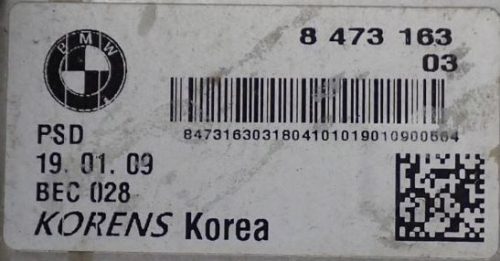 BMW
8 473 163
03
8473163031804101019010900564
PSD
19. 01. 09
BEC 028
KORENS Korea